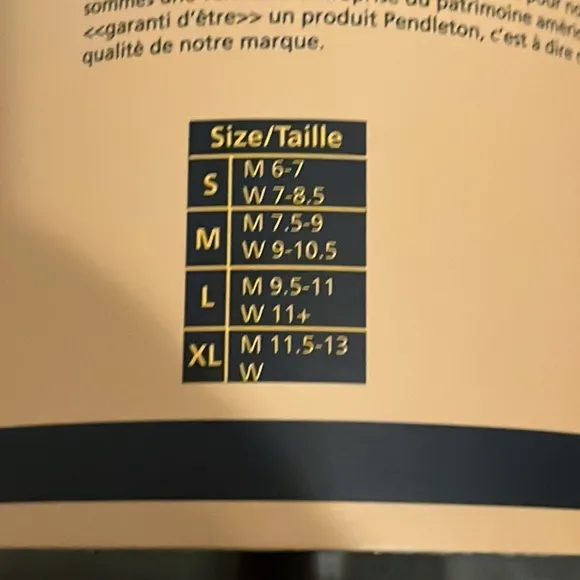 patrimoine
<<garanti d'être>> un produit Pendleton, c'est à dire
qualité de notre marque.
Size/Taille
S
M 6-7
W 7-8.5
M
M 7.5-9
W 9-10.5
L
M 9.5-11
W 11+
XL
M 11.5-13
W